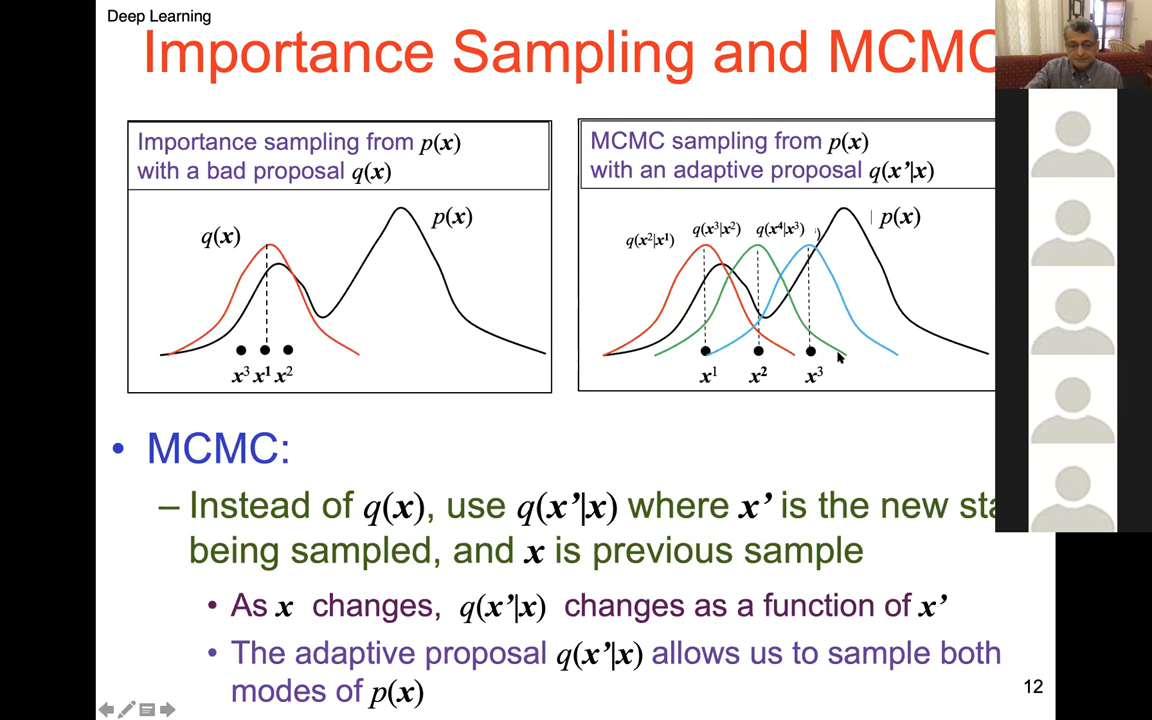 Deep Learning
Importance Sampling and MCMC
Importance sampling from p(x)
with a bad proposal q(x)
q(x)
p(x)
x³ x¹ x²
MCMC sampling from p(x)
with an adaptive proposal q(x’|x)
q(x²|x¹) q(x³|x²) q(x⁴|x³) )
p(x)
x¹ x² x³
• MCMC:
– Instead of q(x), use q(x’|x) where x’ is the new sta
being sampled, and x is previous sample
• As x changes, q(x’|x) changes as a function of x’
• The adaptive proposal q(x’|x) allows us to sample both
modes of p(x)
12